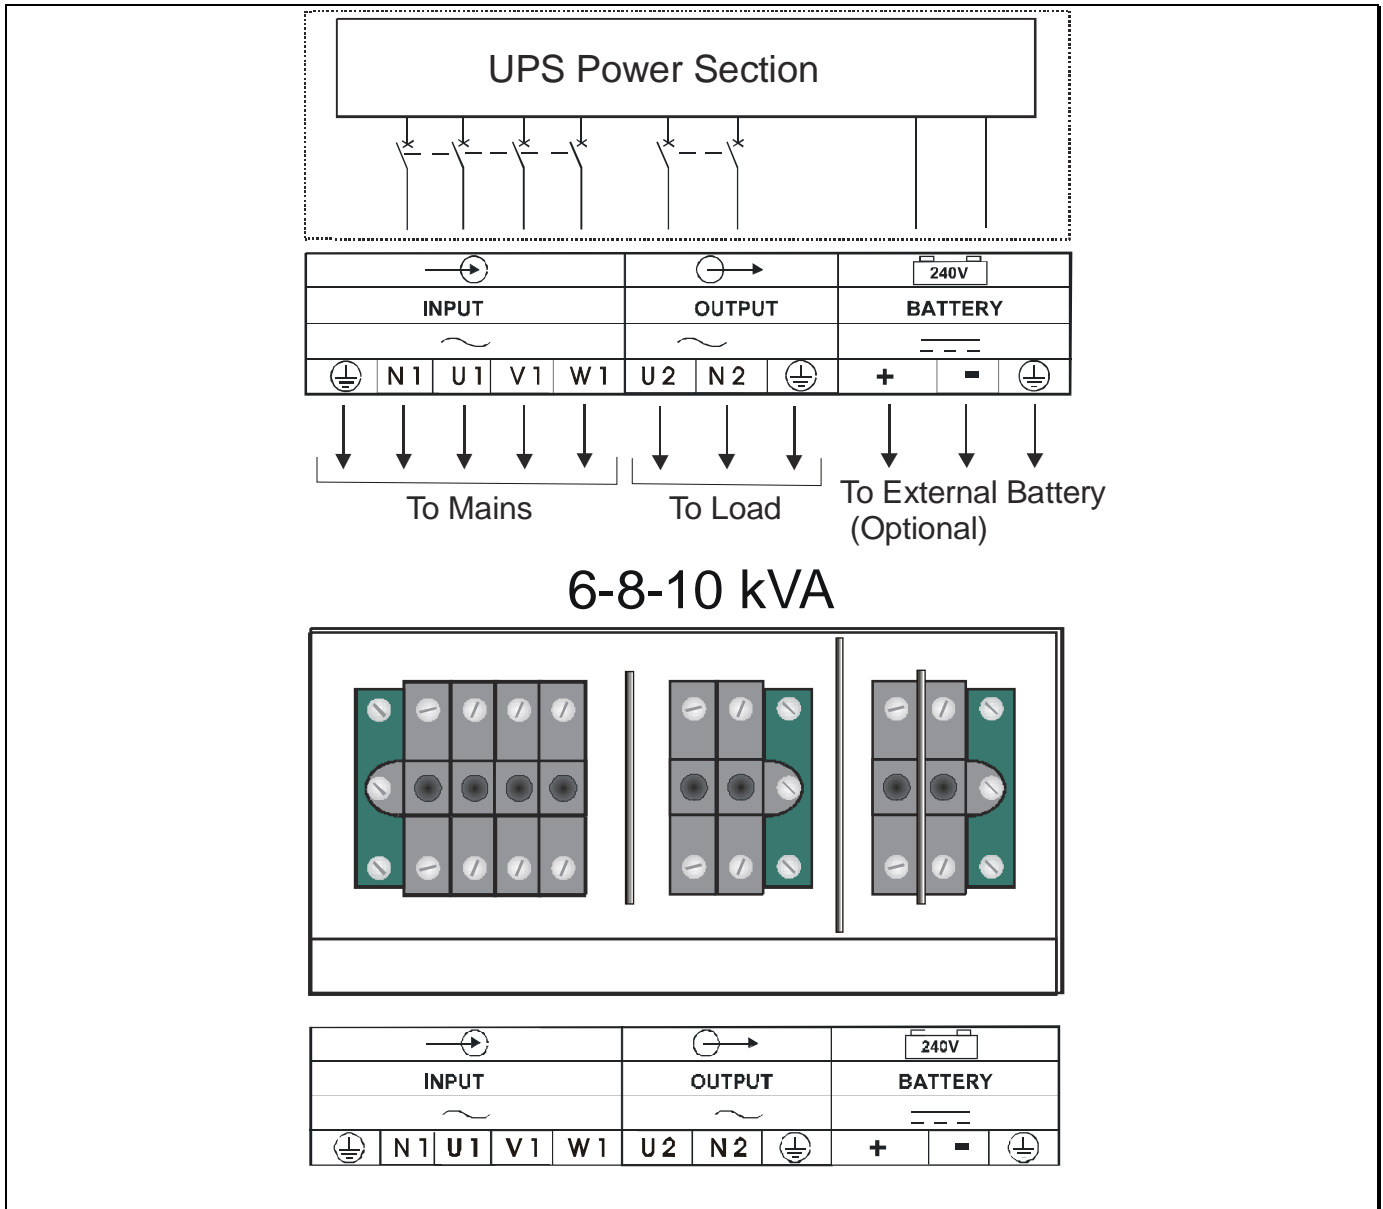 UPS Power Section
240V
INPUT OUTPUT BATTERY
N1 U1 V1 W1 U2 N2 + -
To Mains To Load To External Battery
(Optional)
6-8-10 kVA
240V
INPUT OUTPUT BATTERY
N1 U1 V1 W1 U2 N2 + -